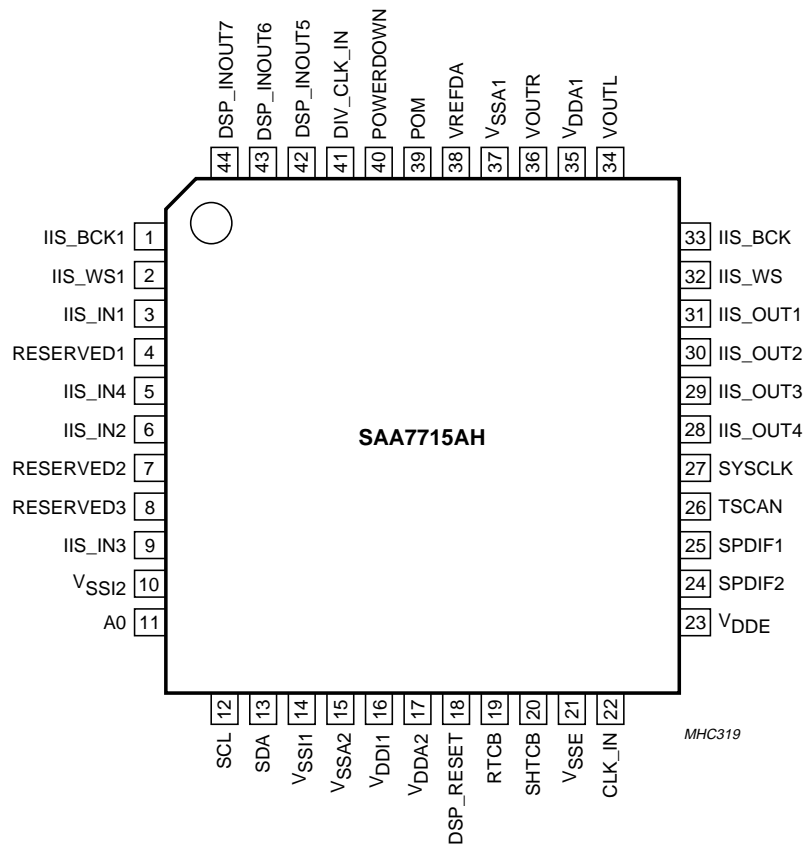 44 DSP_INOUT7
43 DSP_INOUT6
42 DSP_INOUT5
41 DIV_CLK_IN
40 POWERDOWN
39 POM
38 VREFDA
37 VSSA1
36 VOUTR
35 VDDA1
34 VOUTL
IIS_BCK1 1
IIS_WS1 2
IIS_IN1 3
RESERVED1 4
IIS_IN4 5
IIS_IN2 6
RESERVED2 7
RESERVED3 8
IIS_IN3 9
VSSI2 10
A0 11
SAA7715AH
33 IIS_BCK
32 IIS_WS
31 IIS_OUT1
30 IIS_OUT2
29 IIS_OUT3
28 IIS_OUT4
27 SYSCLK
26 TSCAN
25 SPDIF1
24 SPDIF2
23 VDDE
SCL 12
SDA 13
VSSI1 14
VSSA2 15
VDDI1 16
VDDA2 17
DSP_RESET 18
RTCB 19
SHTCB 20
VSSE 21
CLK_IN 22
MHC319